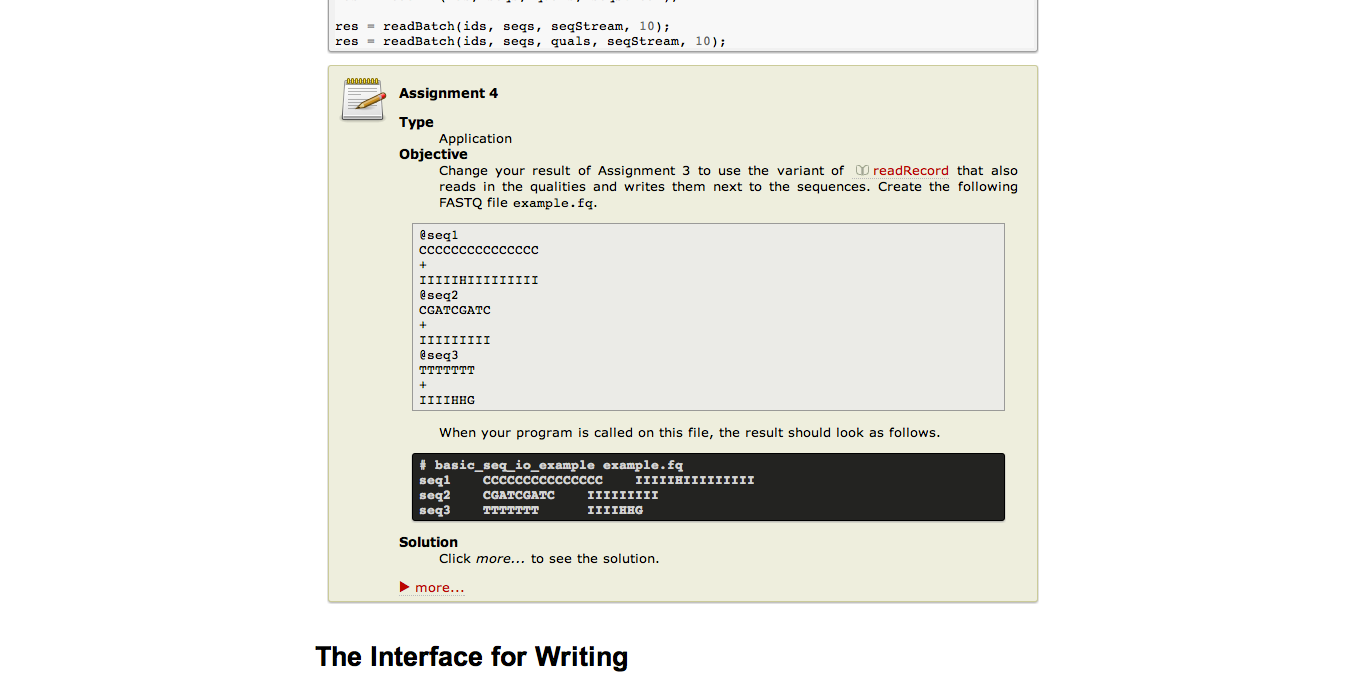 res = readBatch(ids, seqs, seqStream, 10);
res = readBatch(ids, seqs, quals, seqStream, 10);
Assignment 4
Type
Application
Objective
Change your result of Assignment 3 to use the variant of readRecord that also
reads in the qualities and writes them next to the sequences. Create the following
FASTQ file example.fq.
@seq1
CCCCCCCCCCCCCCC
+
IIIIIHIIIIIIIII
@seq2
CGATCGATC
+
IIIIIIIII
@seq3
TTTTTTT
+
IIIIHHG
When your program is called on this file, the result should look as follows.
# basic_seq_io_example example.fq
seq1    CCCCCCCCCCCCCCC    IIIIIHIIIIIIIII
seq2    CGATCGATC    IIIIIIIII
seq3    TTTTTTT      IIIIHHG
Solution
Click more... to see the solution.
more...
The Interface for Writing